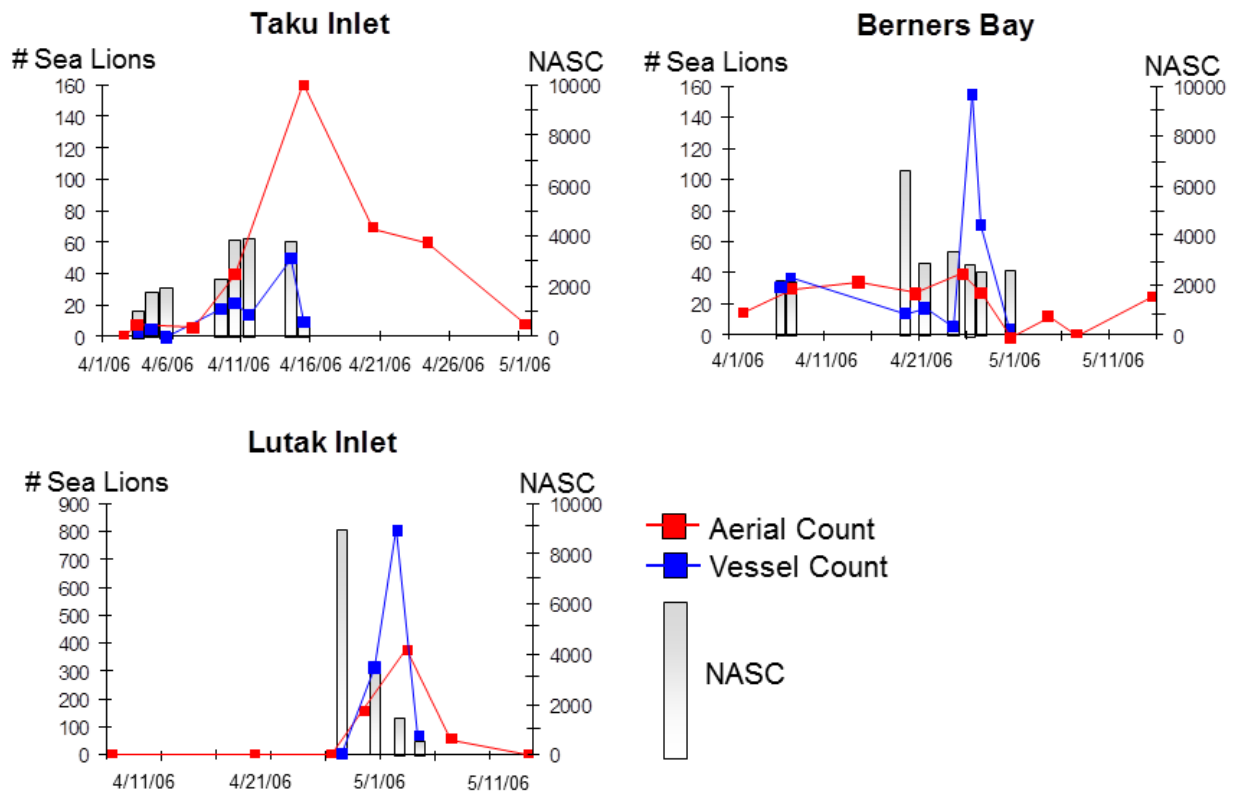 Taku Inlet
# Sea Lions NASC
160 10000
140
120 8000
100 6000
80
60 4000
40 2000
20
0 0
4/1/06 4/6/06 4/11/06 4/16/06 4/21/06 4/26/06 5/1/06
Berners Bay
# Sea Lions NASC
160 10000
140
120 8000
100 6000
80
60 4000
40 2000
20
0 0
4/1/06 4/11/06 4/21/06 5/1/06 5/11/06
Lutak Inlet
# Sea Lions NASC
900 10000
800
700 8000
600
500 6000
400 4000
300
200 2000
100
0 0
4/11/06 4/21/06 5/1/06 5/11/06
Aerial Count
Vessel Count
NASC